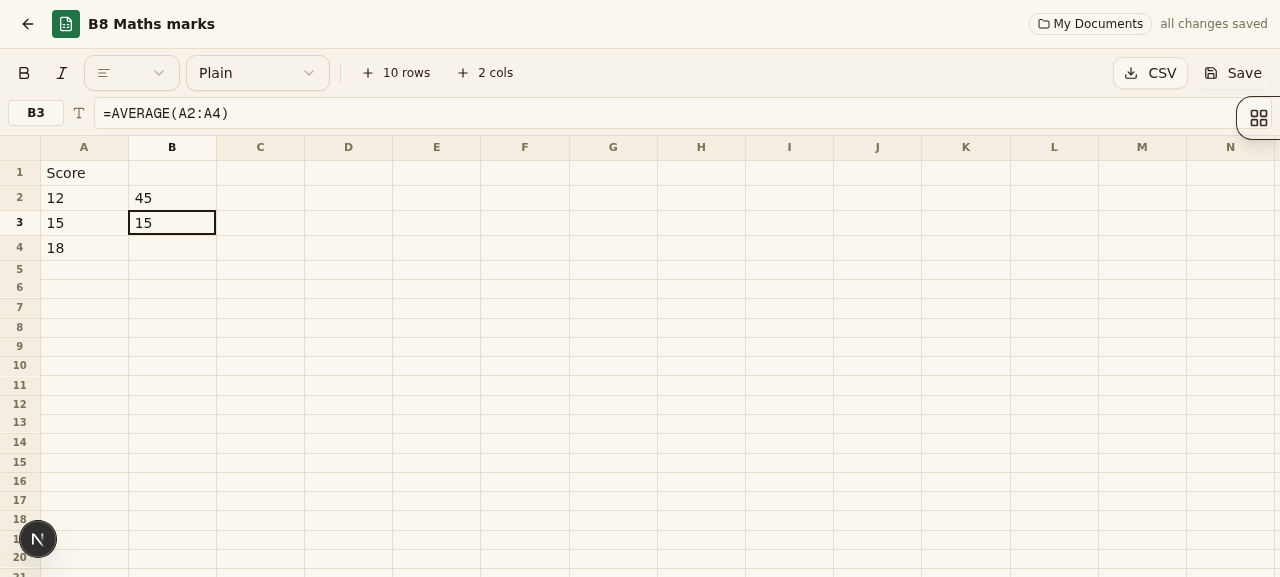 B8 Maths marks
My Documents
all changes saved
B I Plain 10 rows 2 cols CSV Save
B3 T =AVERAGE(A2:A4)
A B C D E F G H I J K L M N
1 Score
2 12 45
3 15 15
4 18
5
6
7
8
9
10
11
12
13
14
15
16
17
18
N
20
21